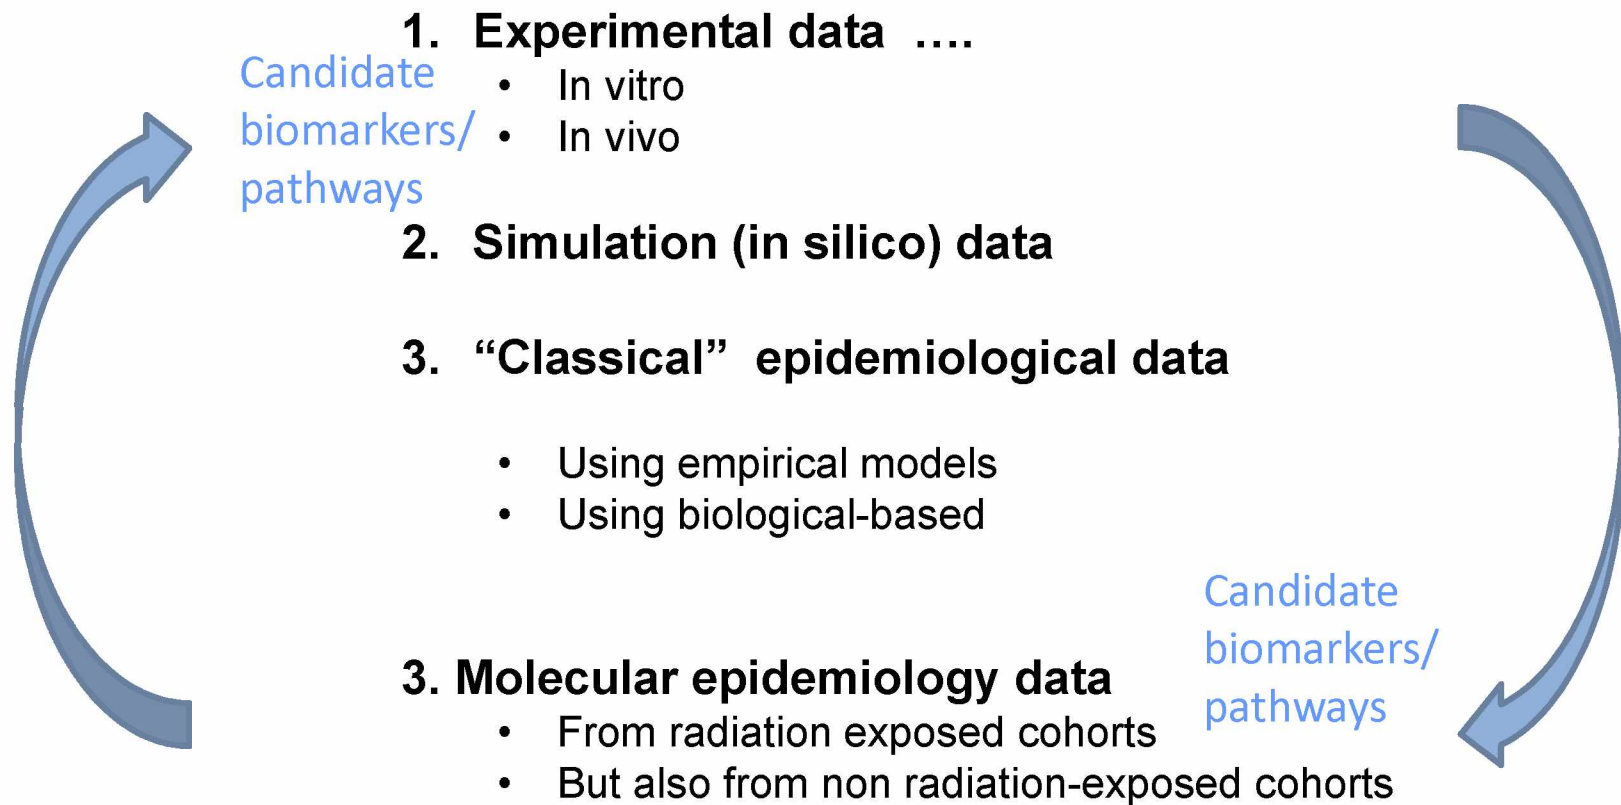 1. Experimental data ....
Candidate
biomarkers/
pathways
• In vitro
• In vivo
2. Simulation (in silico) data
3. “Classical” epidemiological data
• Using empirical models
• Using biological-based
Candidate
biomarkers/
pathways
3. Molecular epidemiology data
• From radiation exposed cohorts
• But also from non radiation-exposed cohorts